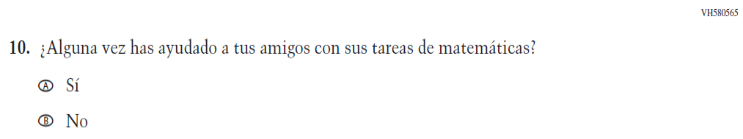 VH580565
10. ¿Alguna vez has ayudado a tus amigos con sus tareas de matemáticas?
Ⓐ Sí
Ⓑ No